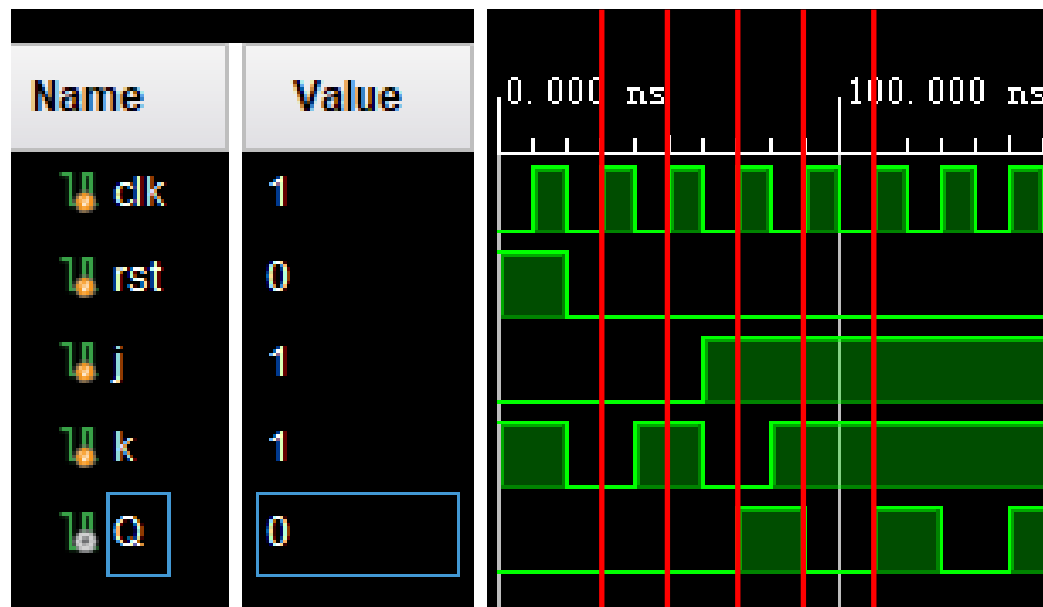 Name Value
0.000 ns 100.000 ns
clk 1
rst 0
j 1
k 1
Q 0